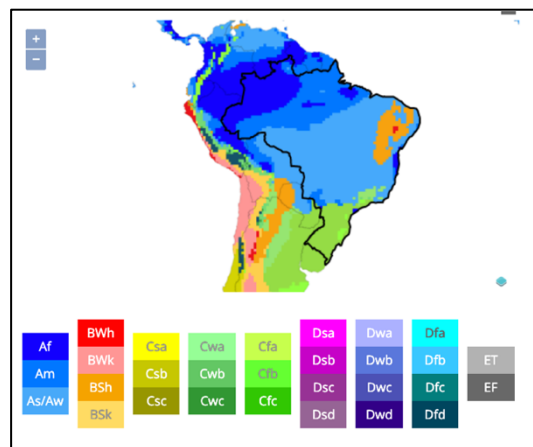 +
−
Af
Am
As/Aw
BWh
BWk
BSh
BSk
Csa
Csb
Csc
Cwa
Cwb
Cwc
Cfa
Cfb
Cfc
Dsa
Dsb
Dsc
Dsd
Dwa
Dwb
Dwc
Dwd
Dfa
Dfb
Dfc
Dfd
ET
EF